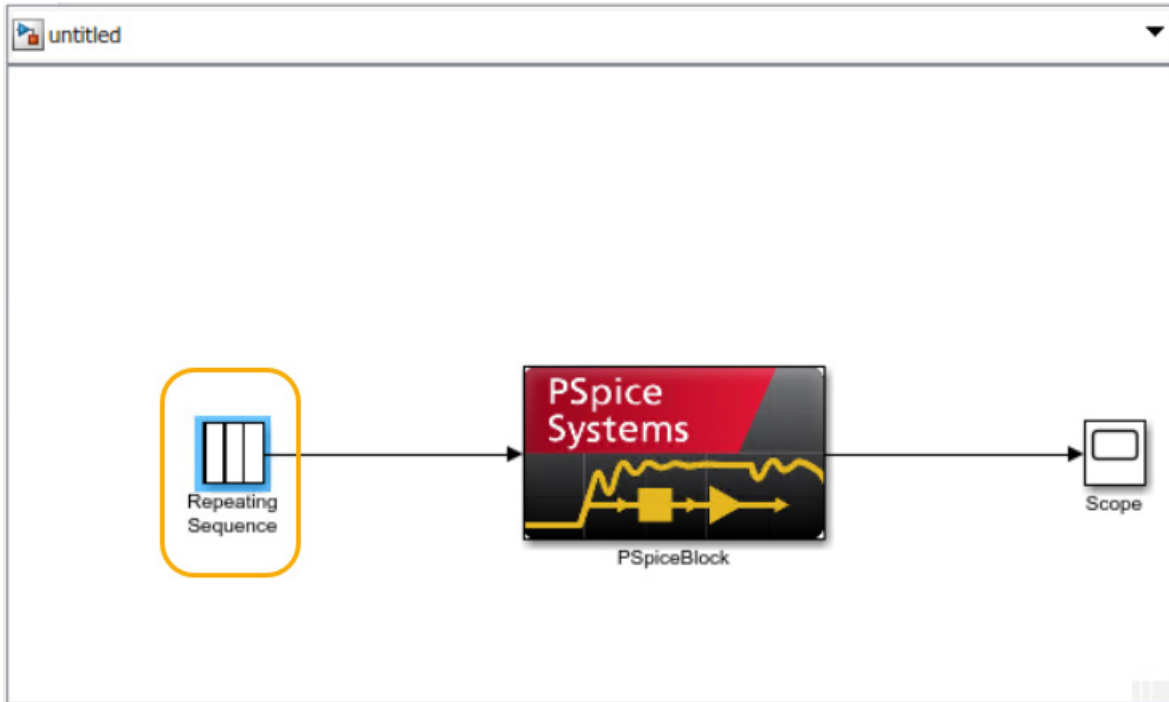 untitled
PSpice
Systems
Repeating
Sequence
PSpiceBlock
Scope